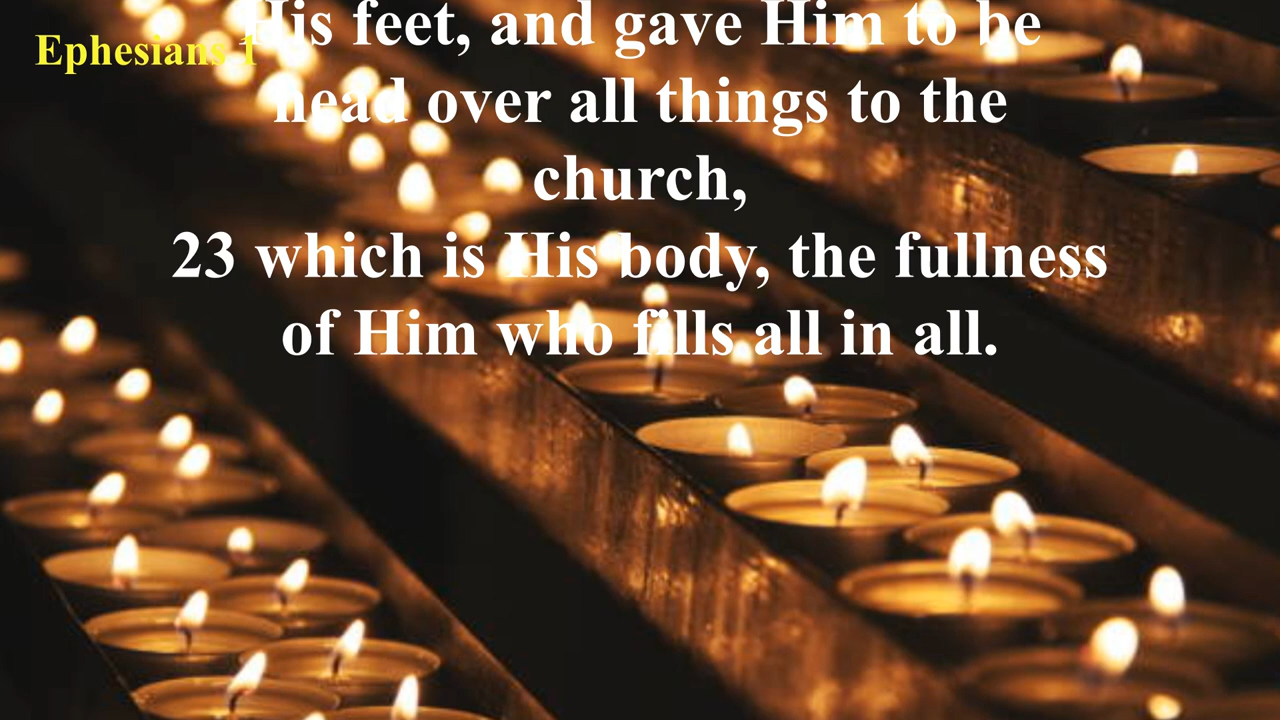 His feet, and gave Him to be
Ephesians 1
head over all things to the
church,
23 which is His body, the fullness
of Him who fills all in all.